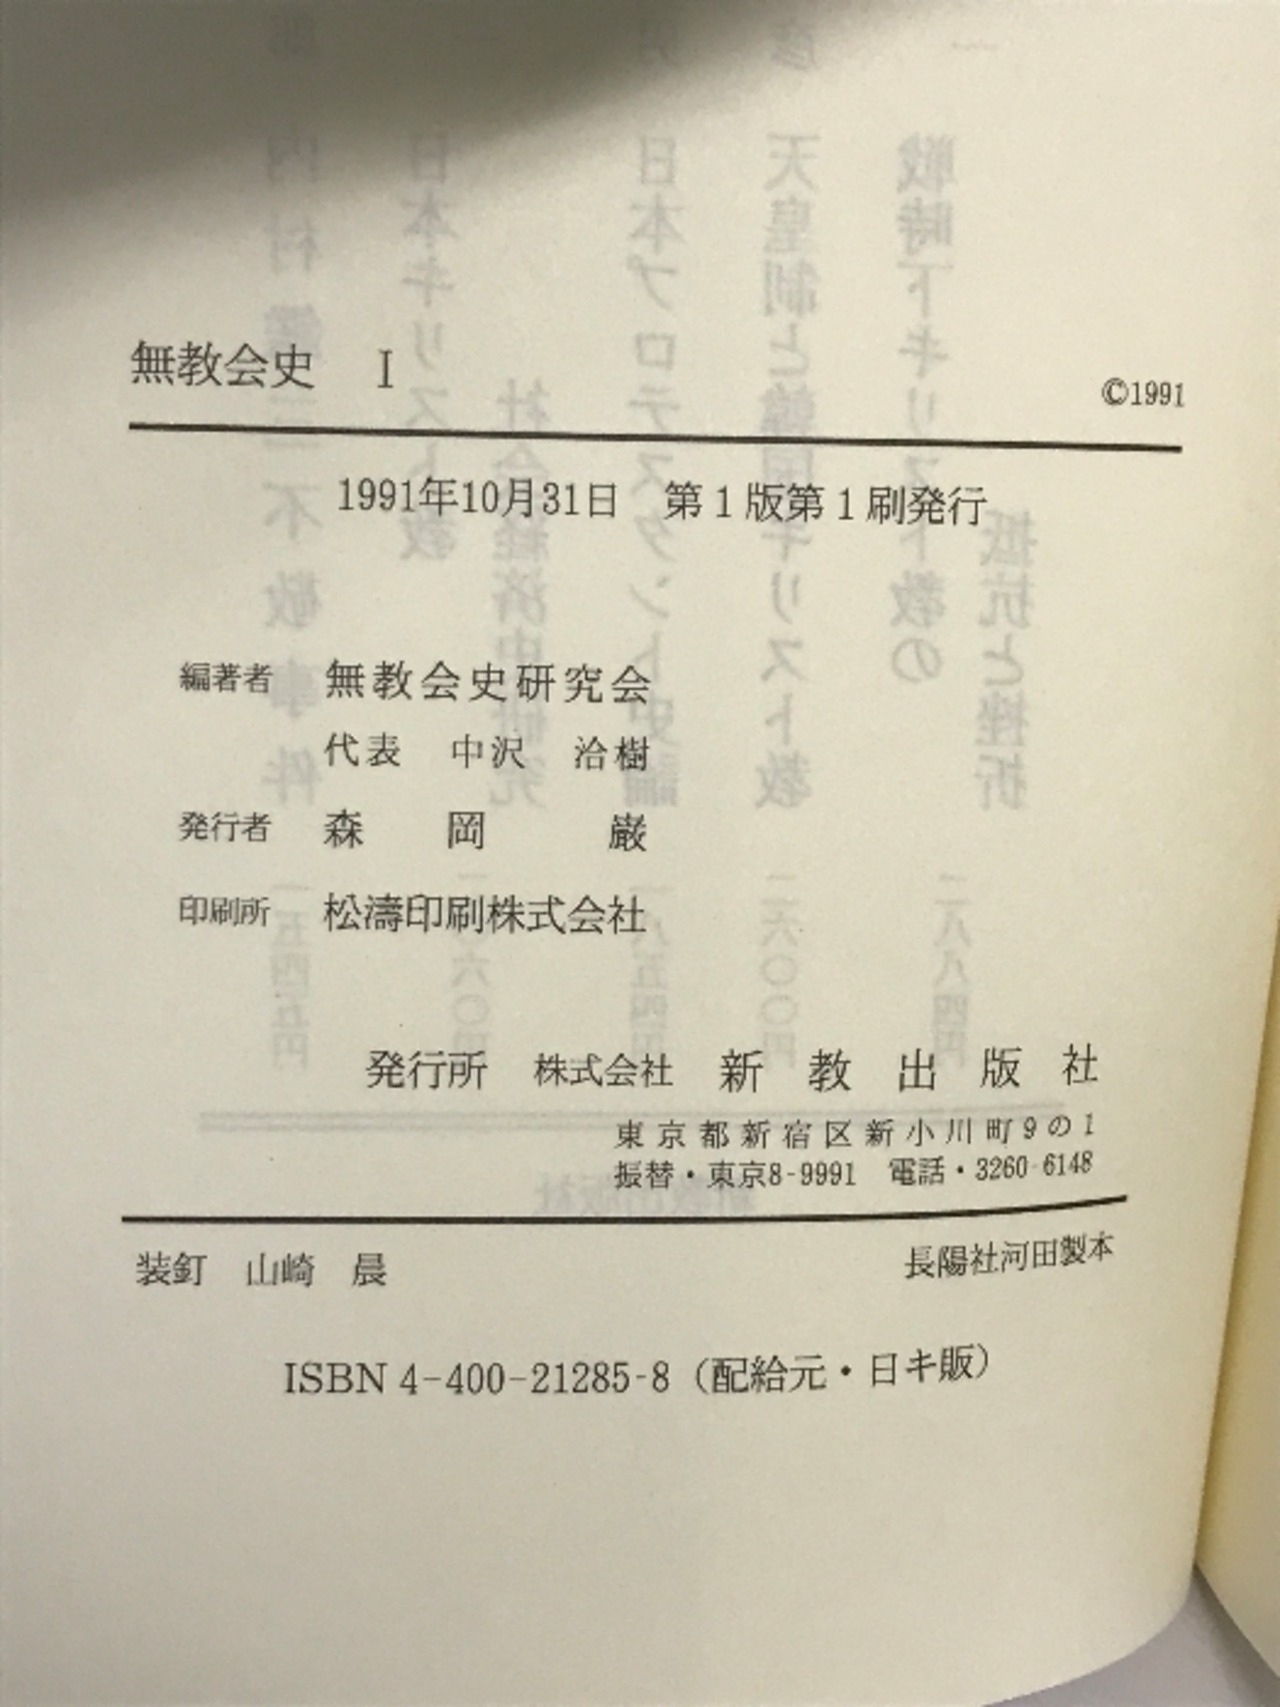 無教会史　I
©1991
1991年10月31日　第1版第1刷発行
編著者　無教会史研究会
代表　中沢　洽樹
発行者　森岡　巌
印刷所　松濤印刷株式会社
発行所　株式会社　新教出版社
東京都新宿区新小川町9の1
振替・東京8-9991　電話・3260-6148
装釘　山崎　晨
長陽社河田製本
ISBN 4-400-21285-8（配給元・日キ販）